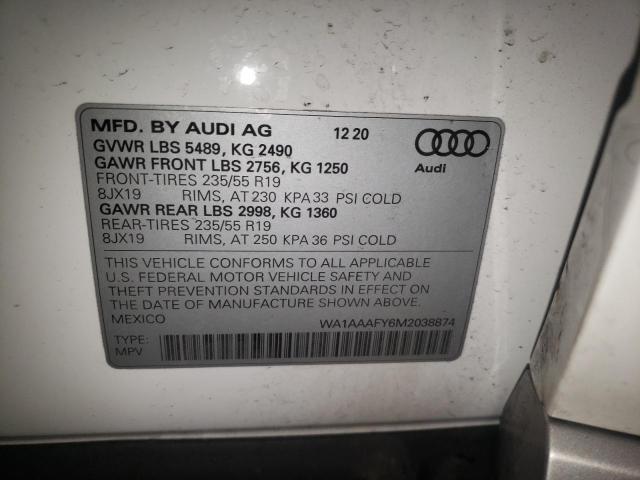 MFD. BY AUDI AG 12 20
GVWR LBS 5489, KG 2490
GAWR FRONT LBS 2756, KG 1250
FRONT-TIRES 235/55 R19
8JX19 RIMS, AT 230 KPA 33 PSI COLD
GAWR REAR LBS 2998, KG 1360
REAR-TIRES 235/55 R19
8JX19 RIMS, AT 250 KPA 36 PSI COLD
Audi
THIS VEHICLE CONFORMS TO ALL APPLICABLE
U.S. FEDERAL MOTOR VEHICLE SAFETY AND
THEFT PREVENTION STANDARDS IN EFFECT ON
THE DATE OF MANUFACTURE SHOWN ABOVE.
MEXICO WA1AAAFY6M2038874
TYPE:
MPV